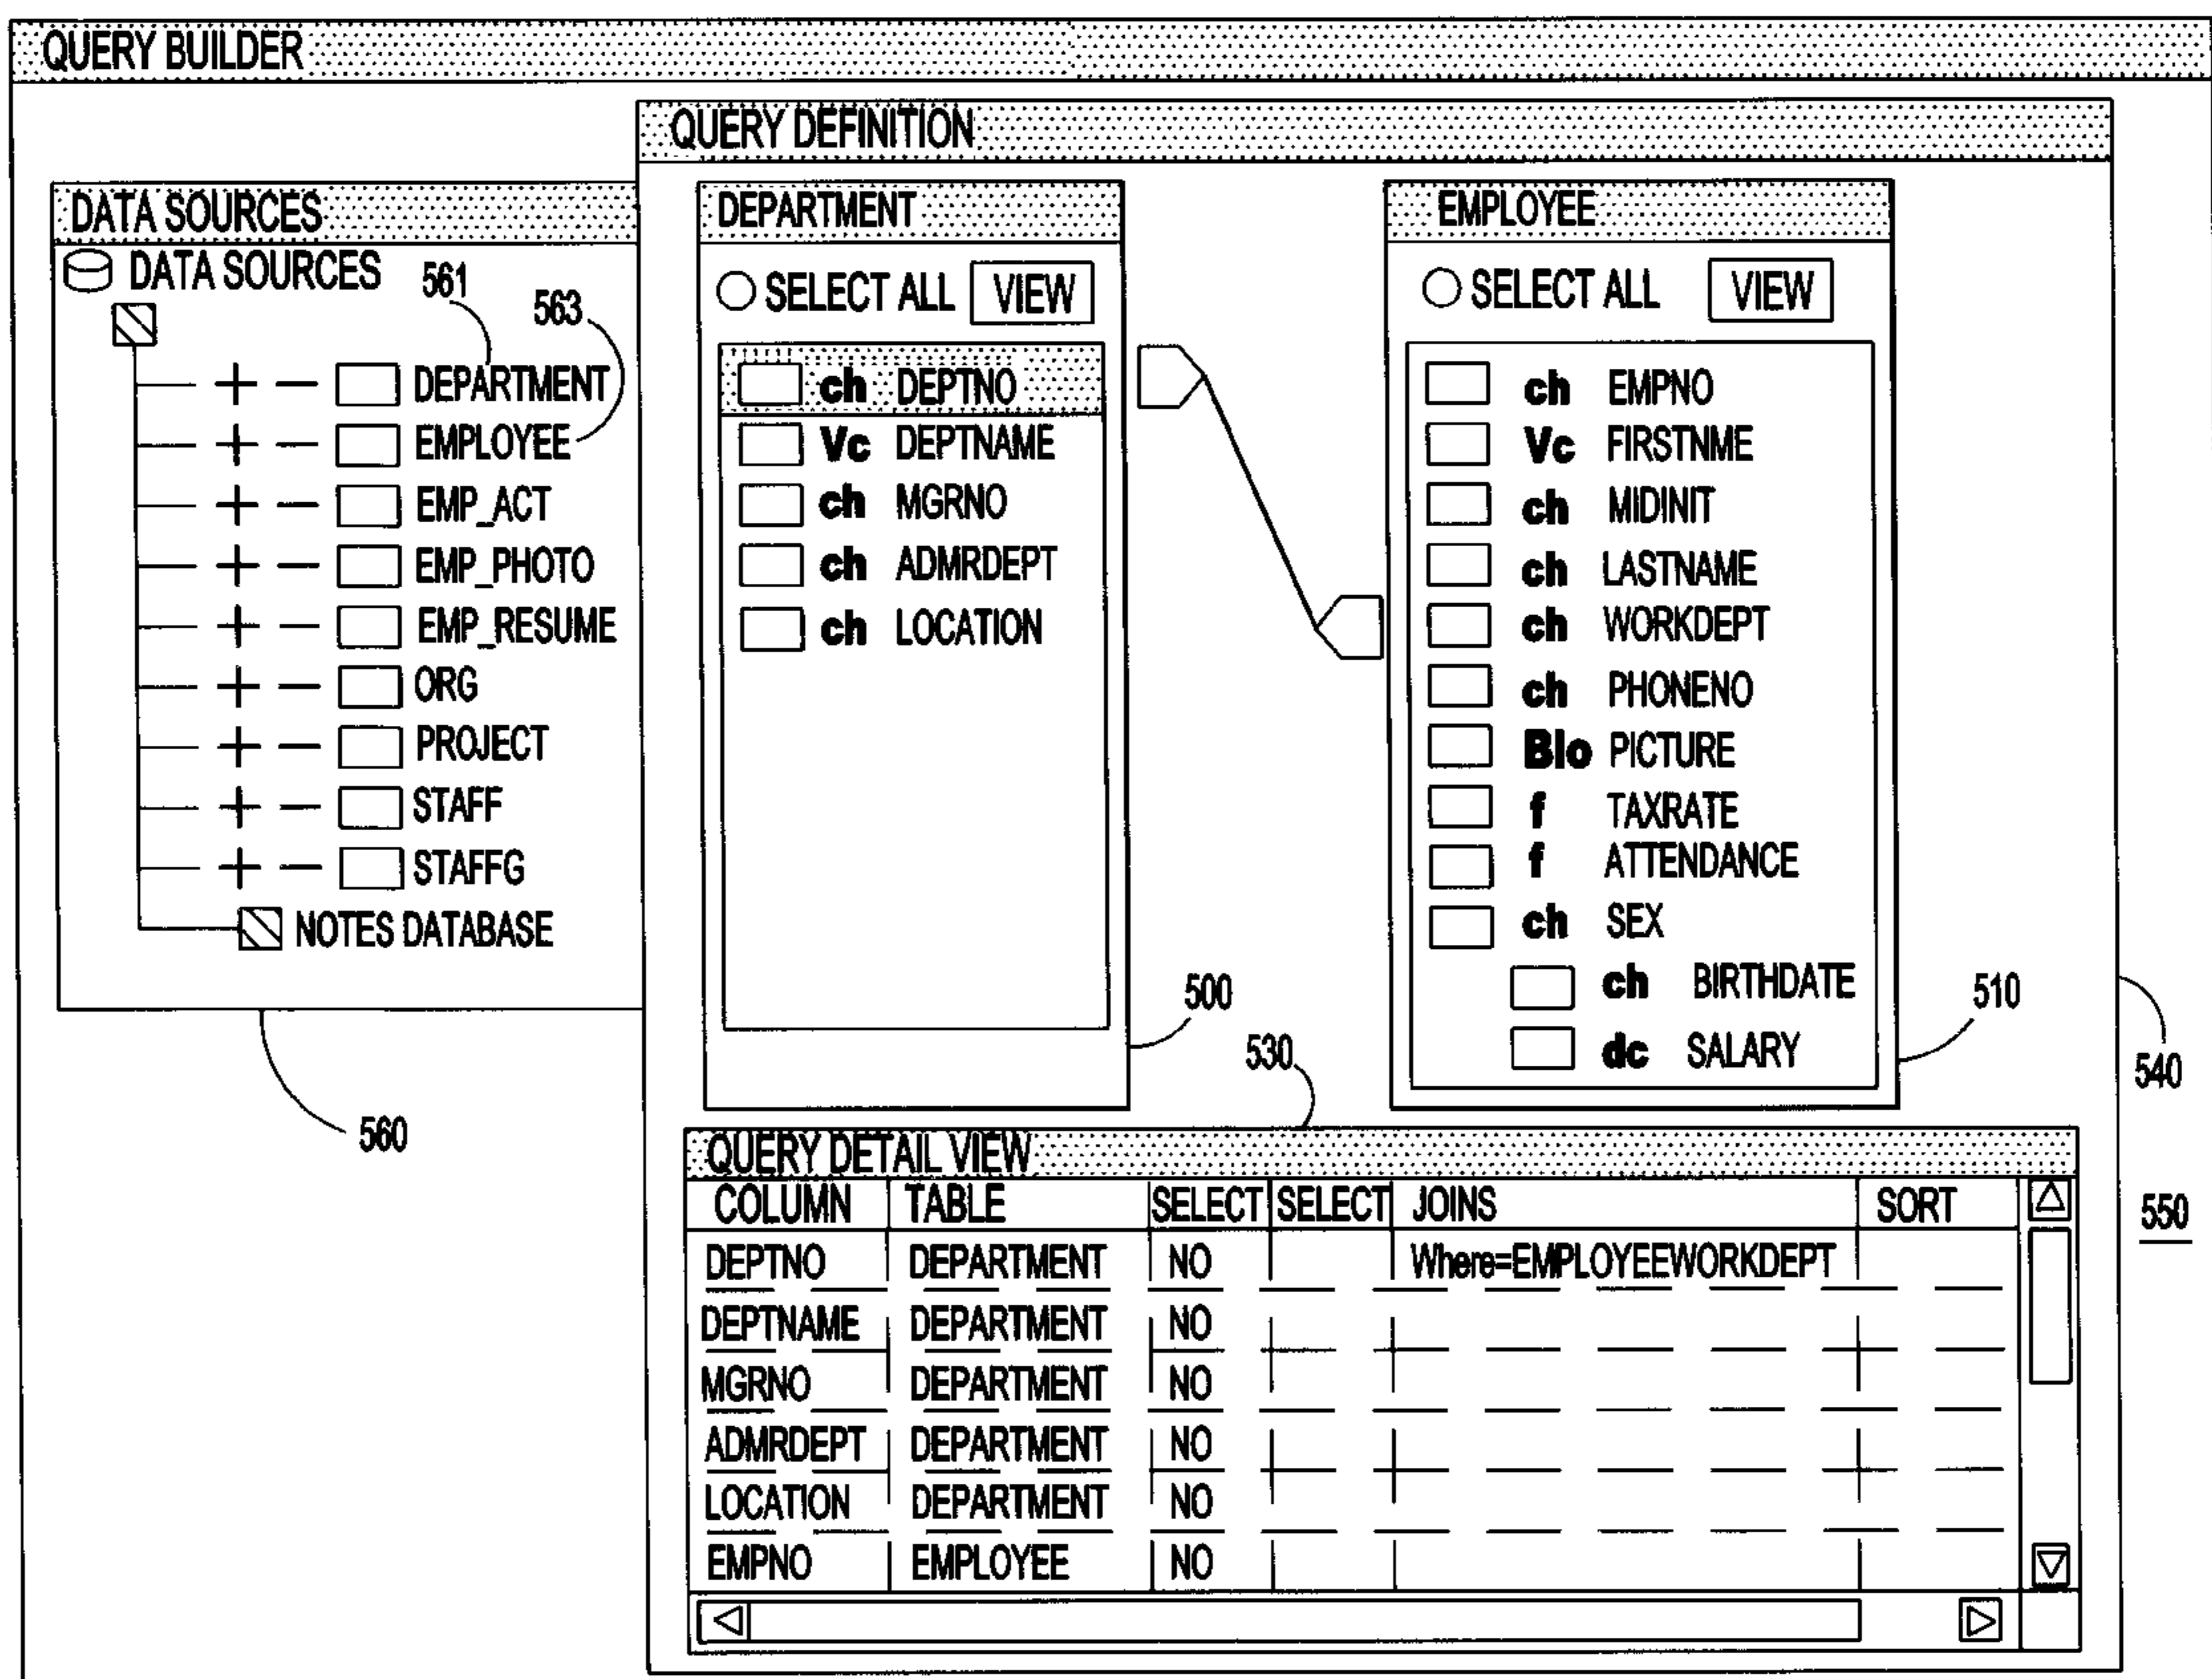 QUERY BUILDER
QUERY DEFINITION
DATA SOURCES
DATA SOURCES
561
563
DEPARTMENT
EMPLOYEE
EMP_ACT
EMP_PHOTO
EMP_RESUME
ORG
PROJECT
STAFF
STAFFG
NOTES DATABASE
560
DEPARTMENT
SELECT ALL VIEW
ch DEPTNO
Vc DEPTNAME
ch MGRNO
ch ADMRDEPT
ch LOCATION
500
EMPLOYEE
SELECT ALL VIEW
ch EMPNO
Vc FIRSTNME
ch MIDINIT
ch LASTNAME
ch WORKDEPT
ch PHONENO
Blo PICTURE
f TAXRATE
f ATTENDANCE
ch SEX
ch BIRTHDATE
dc SALARY
510
540
530
550
QUERY DETAIL VIEW
COLUMN TABLE SELECT SELECT JOINS SORT
DEPTNO DEPARTMENT NO Where=EMPLOYEEWORKDEPT
DEPTNAME DEPARTMENT NO
MGRNO DEPARTMENT NO
ADMRDEPT DEPARTMENT NO
LOCATION DEPARTMENT NO
EMPNO EMPLOYEE NO